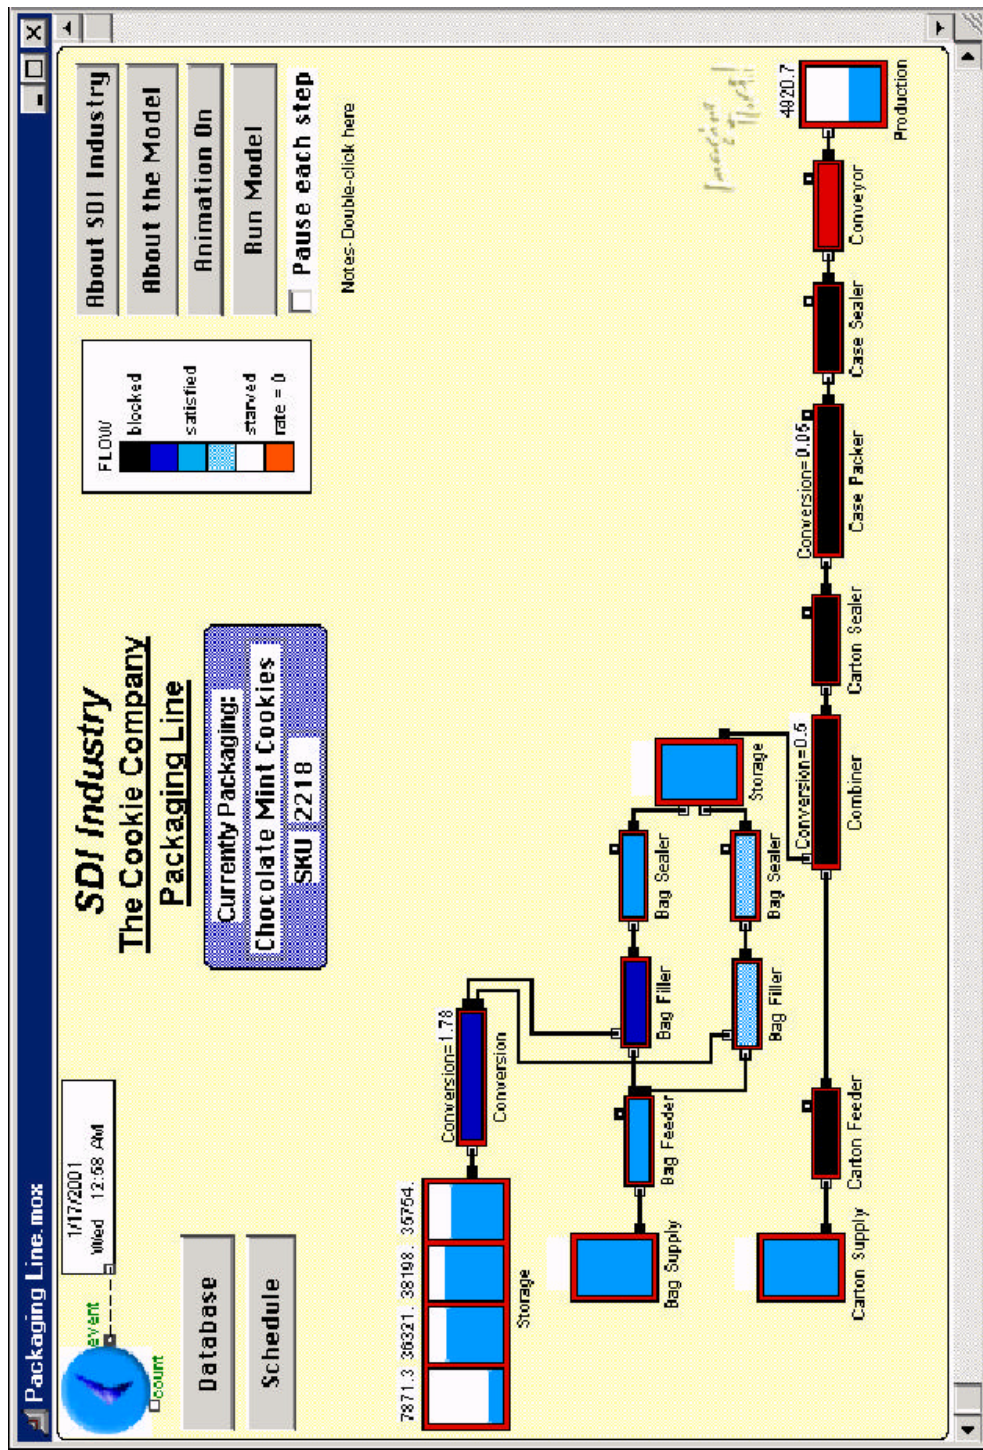 Packaging Line.mox
event
count
1/17/2001
Wed 12:58 AM
Database
Schedule
SDI Industry
The Cookie Company
Packaging Line
Currently Packaging:
Chocolate Mint Cookies
SKU 2218
FLOW
blocked
satisfied
starved
rate = 0
About SDI Industry
About the Model
Animation On
Run Model
Pause each step
Notes-Double-click here
7871.3 36321. 38198. 35754.
Storage
Conversion=1.78
Conversion
Bag Supply
Bag Feeder
Bag Filler
Bag Sealer
Bag Filler
Bag Sealer
Storage
Carton Supply
Carton Feeder
Conversion=0.5
Combiner
Carton Sealer
Conversion=0.05
Case Packer
Case Sealer
Conveyor
4920.7
Production